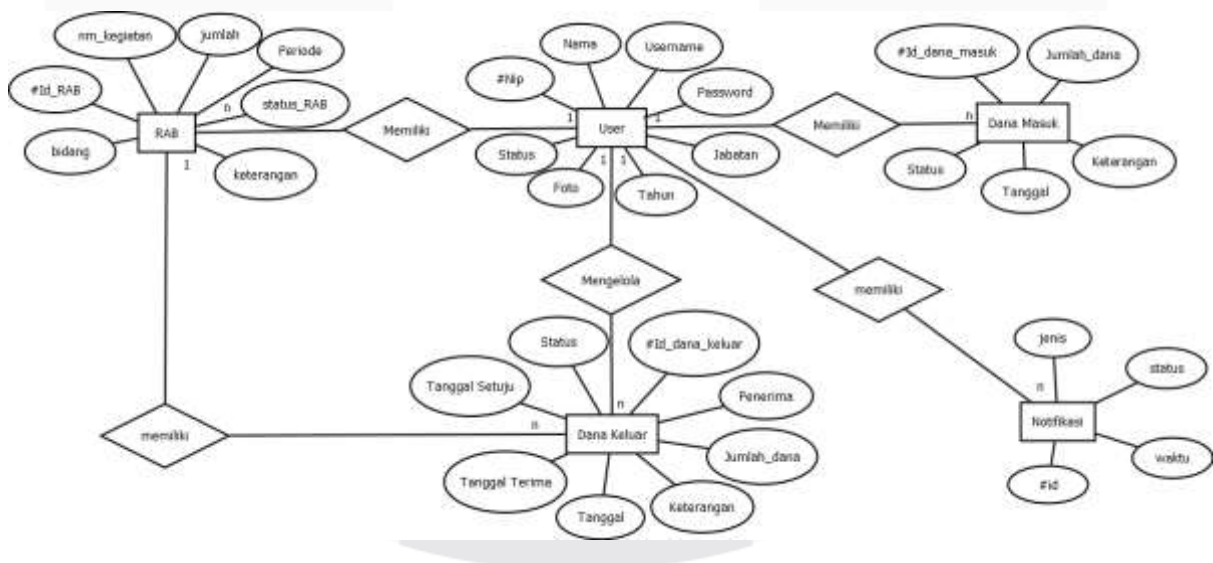 nm_kegiatan
jumlah
Periode
#Id_RAB
status_RAB
bidang
RAB
n
1
keterangan
Memiliki
Nama
Username
#Nip
Password
1
User
1
Status
Jabatan
Foto
1
1
Tahun
Memiliki
#Id_dana_masuk
Jumlah_dana
n
Dana Masuk
Status
Tanggal
Keterangan
Mengelola
memiliki
Status
#Id_dana_keluar
Tanggal Setuju
Penerima
n
n
Dana Keluar
Jumlah_dana
Tanggal Terima
Tanggal
Keterangan
memiliki
jenis
status
n
Notifikasi
waktu
#id